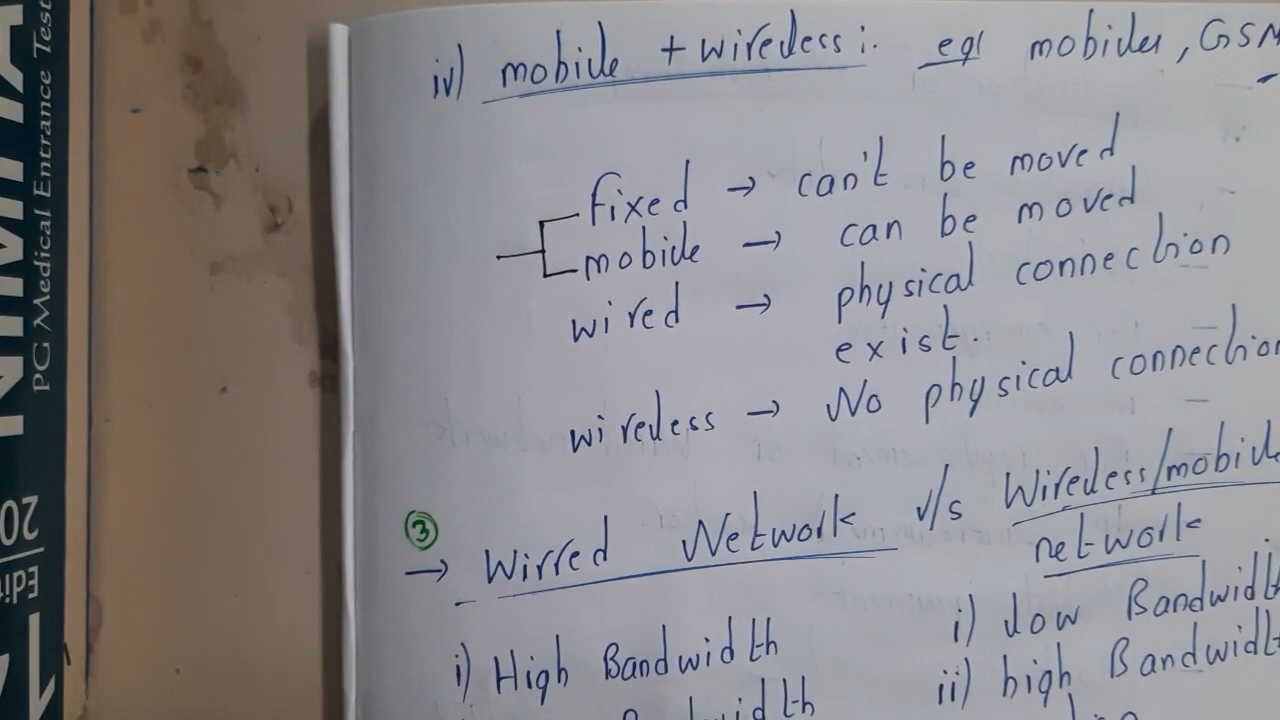 iv) mobile + wireless :. eg/ mobiles, GSM
fixed → can't be moved
mobile → can be moved
wired → physical connection
exist.
wireless → No physical connection
③
→ Wirred Network v/s Wireless/mobile
network
i) High Bandwidth
i) low Bandwidth
ii) high Bandwidth
PG Medical Entrance Test
20
Edit